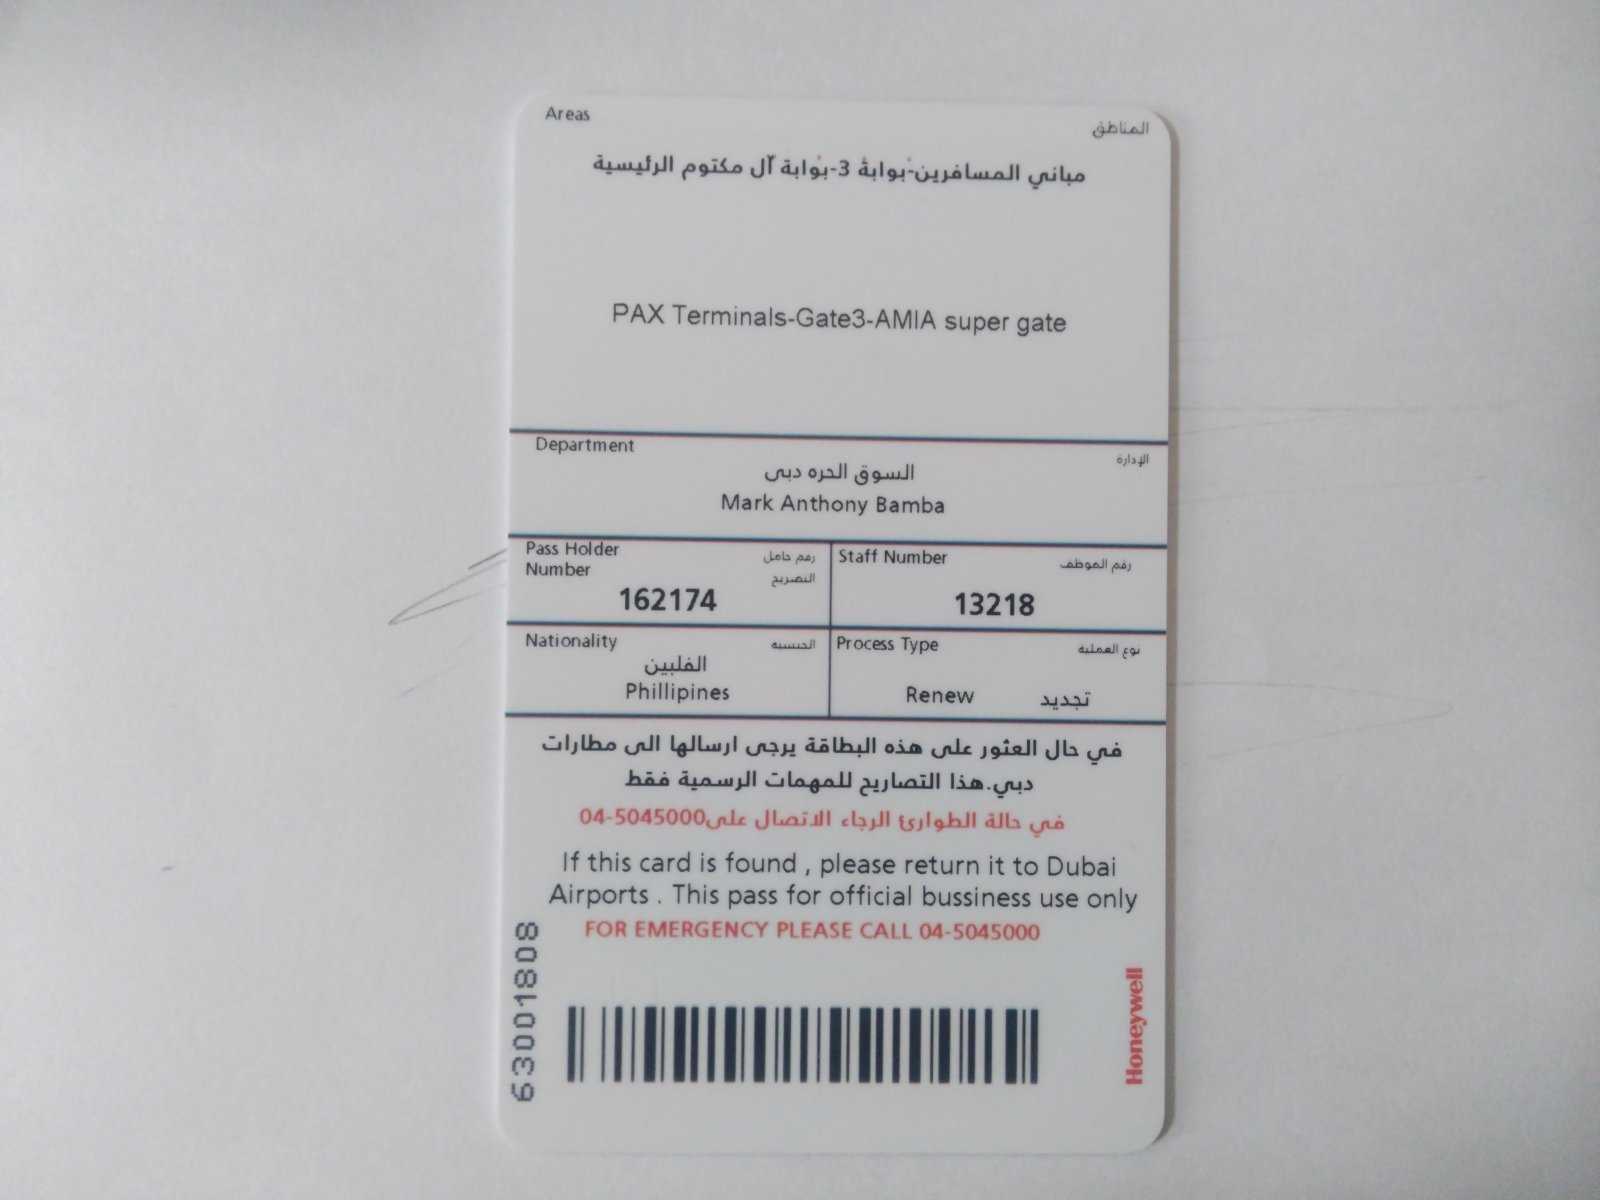 Areas
المناطق
مباني المسافرين-بوابة 3-بوابة آل مكتوم الرئيسية
PAX Terminals-Gate3-AMIA super gate
Department
الإدارة
السوق الحره دبى
Mark Anthony Bamba
Pass Holder
Number
رقم حامل
التصريح
162174
Staff Number
رقم الموظف
13218
Nationality
الجنسيه
الفلبين
Phillipines
Process Type
نوع العمليه
Renew تجديد
في حال العثور على هذه البطاقة يرجى ارسالها الى مطارات
دبي.هذا التصاريح للمهمات الرسمية فقط
في حالة الطوارئ الرجاء الاتصال على04-5045000
If this card is found , please return it to Dubai
Airports . This pass for official bussiness use only
FOR EMERGENCY PLEASE CALL 04-5045000
63001808
Honeywell